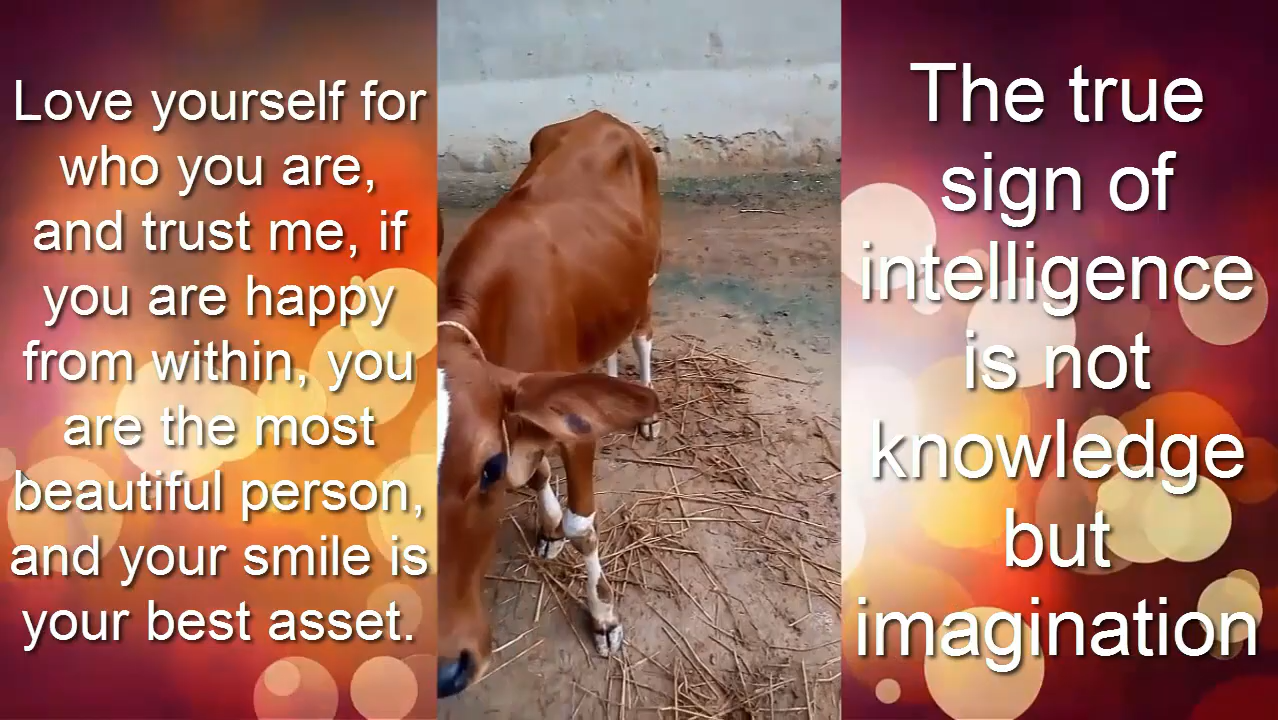 Love yourself for
who you are,
and trust me, if
you are happy
from within, you
are the most
beautiful person,
and your smile is
your best asset.
The true
sign of
intelligence
is not
knowledge
but
imagination